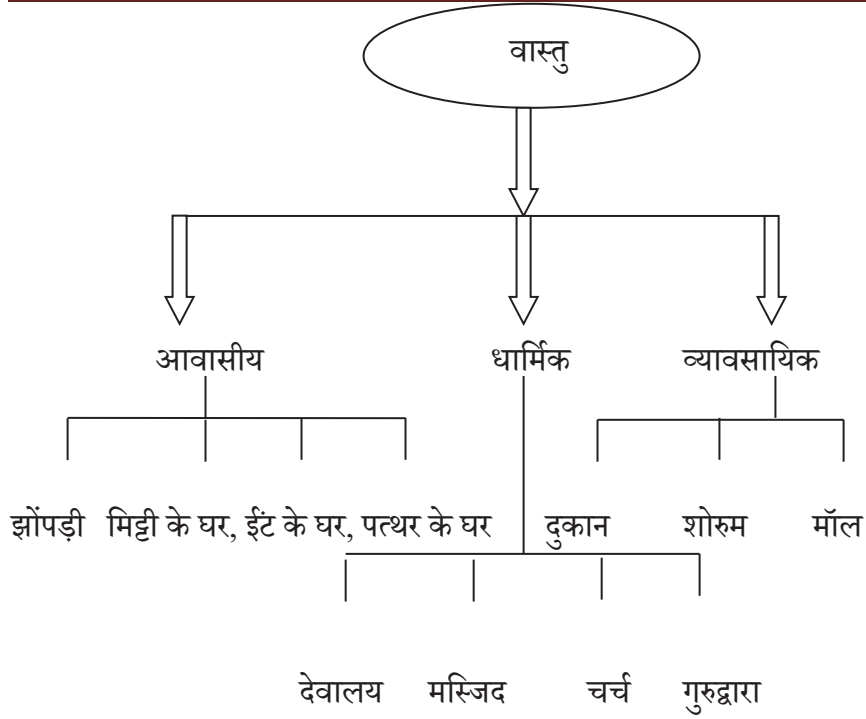 वास्तु
आवासीय धार्मिक व्यावसायिक
झोंपड़ी मिट्टी के घर, ईंट के घर, पत्थर के घर दुकान शोरुम मॉल
देवालय मस्जिद चर्च गुरुद्वारा